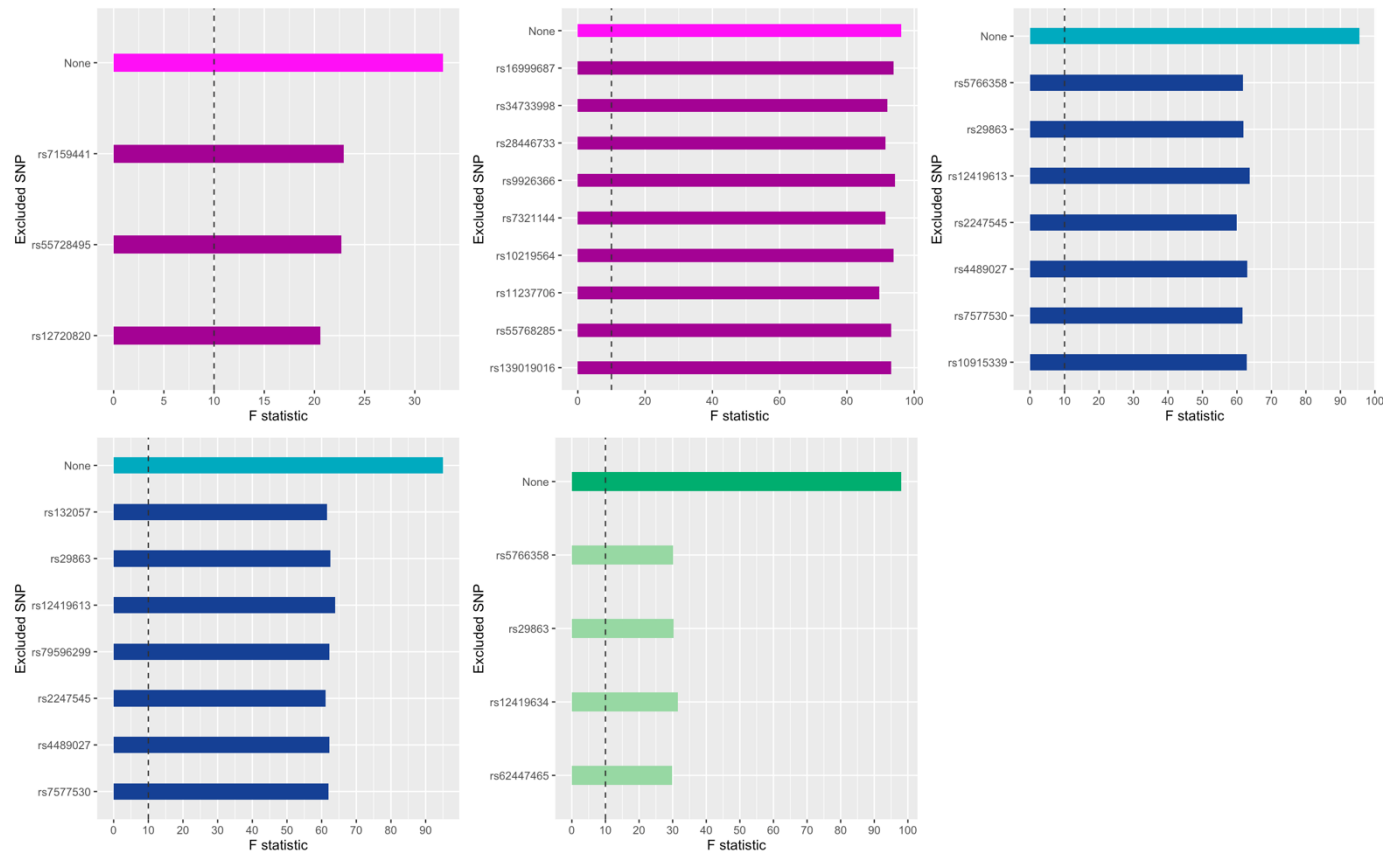 Excluded SNP
None
rs7159441
rs55728495
rs12720820
0 5 10 15 20 25 30
F statistic
Excluded SNP
None
rs16999687
rs34733998
rs28446733
rs9926366
rs7321144
rs10219564
rs11237706
rs55768285
rs139019016
0 20 40 60 80 100
F statistic
Excluded SNP
None
rs5766358
rs29863
rs12419613
rs2247545
rs4489027
rs7577530
rs10915339
0 10 20 30 40 50 60 70 80 90 100
F statistic
Excluded SNP
None
rs132057
rs29863
rs12419613
rs79596299
rs2247545
rs4489027
rs7577530
0 10 20 30 40 50 60 70 80 90
F statistic
Excluded SNP
None
rs5766358
rs29863
rs12419634
rs62447465
0 10 20 30 40 50 60 70 80 90 100
F statistic